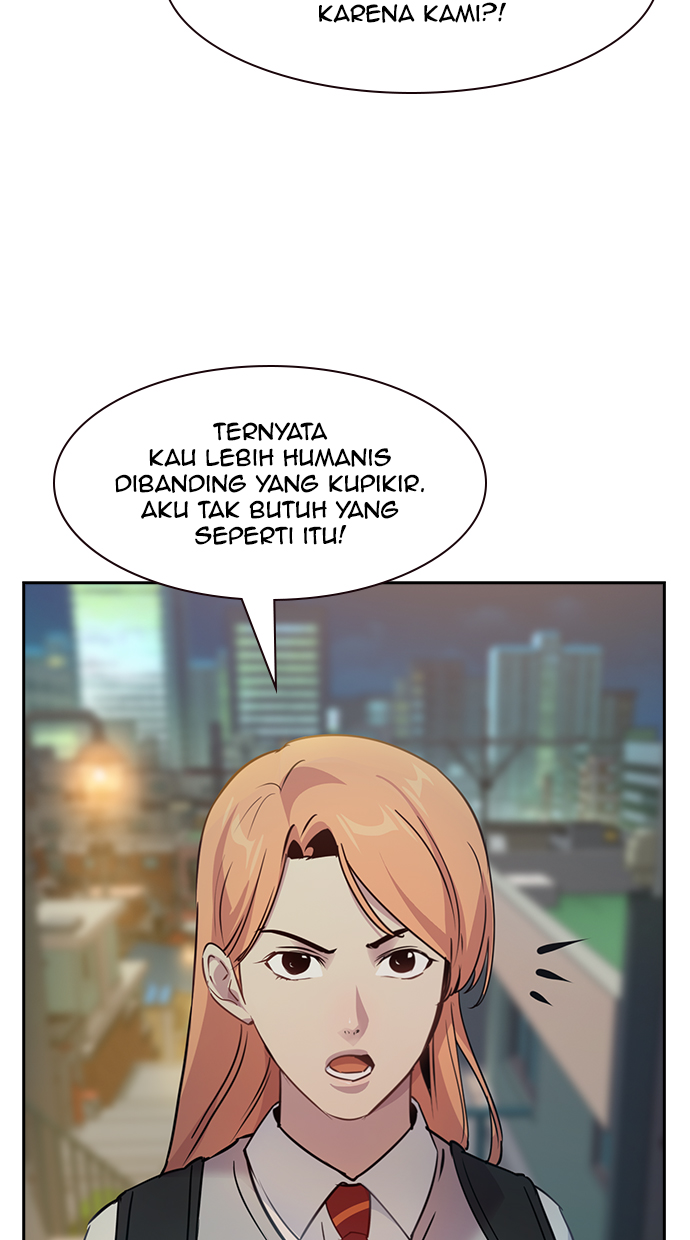 KARENA KAMI?!
TERNYATA
KAU LEBIH HUMANIS
DIBANDING YANG KUPIKIR.
AKU TAK BUTUH YANG
SEPERTI ITU!